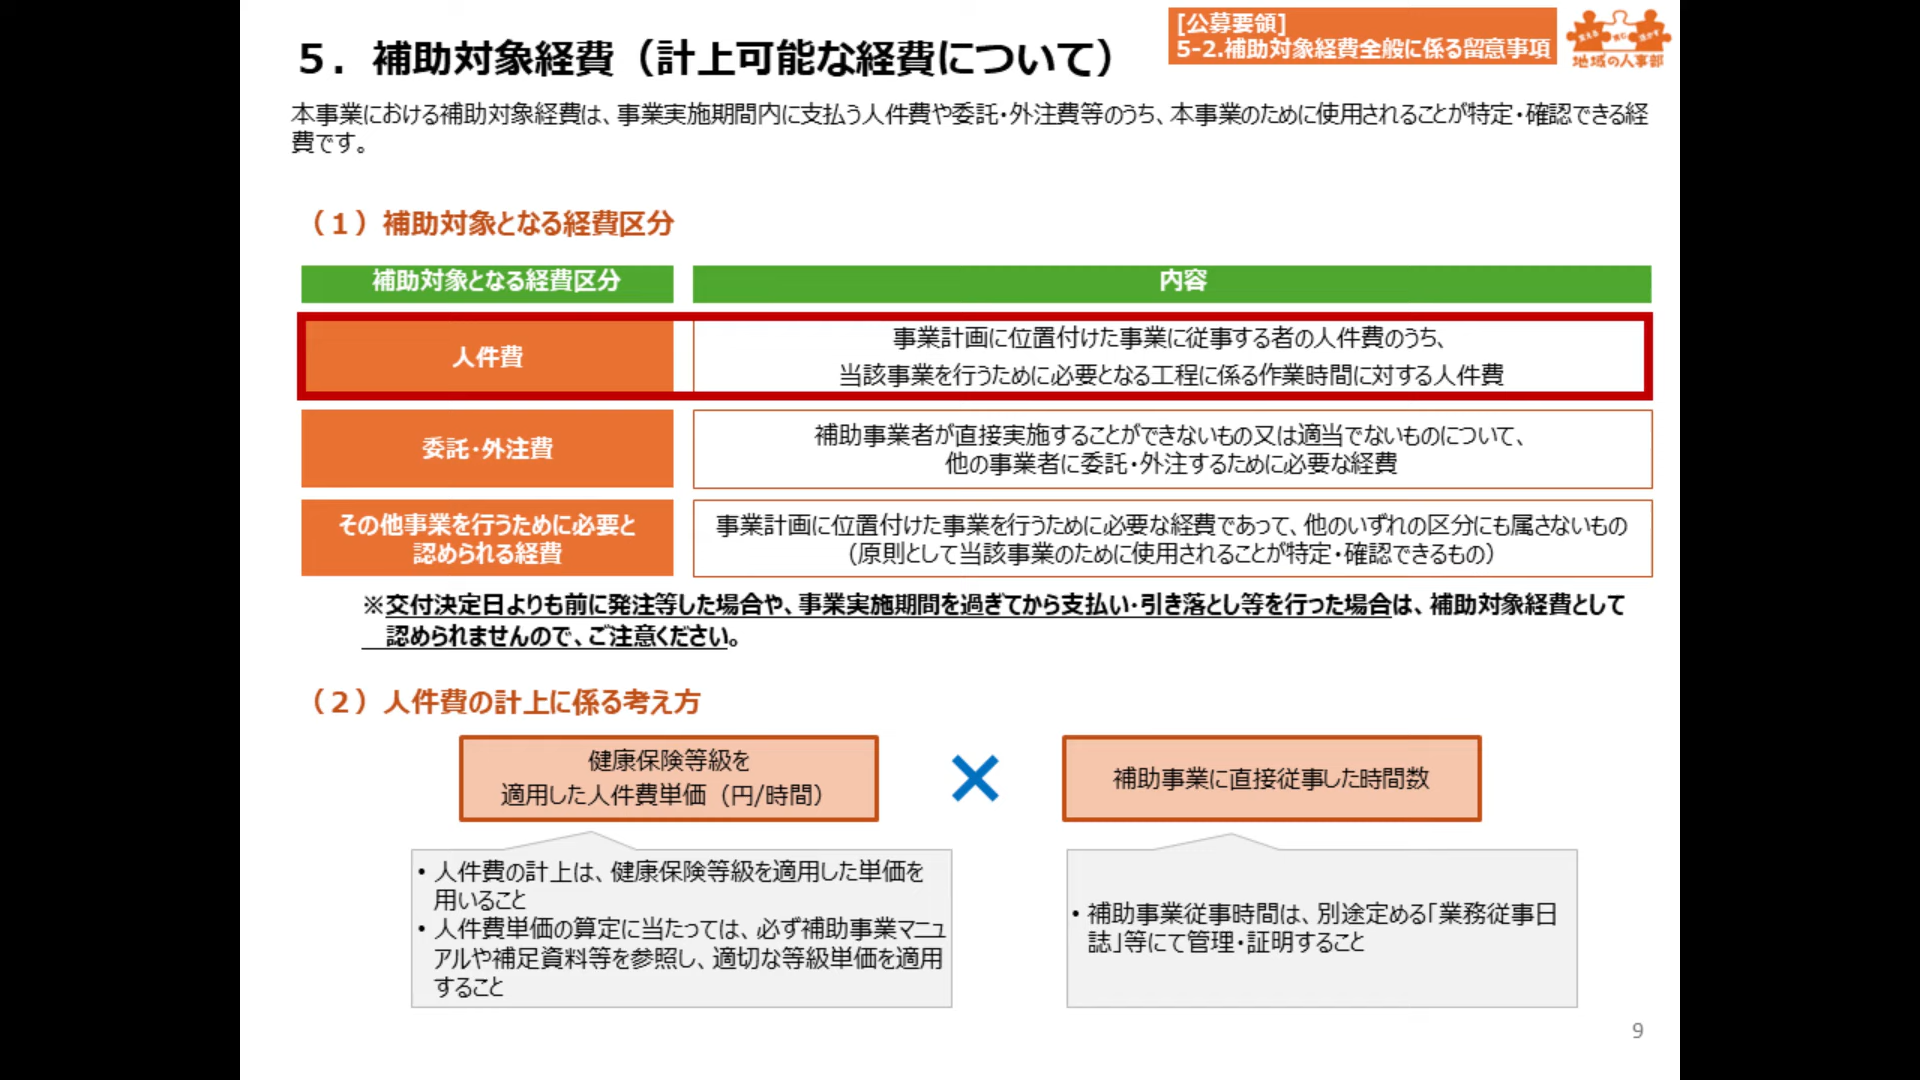 ５．補助対象経費（計上可能な経費について）
[公募要領]
5-2.補助対象経費全般に係る留意事項
地域の人事部
本事業における補助対象経費は、事業実施期間内に支払う人件費や委託・外注費等のうち、本事業のために使用されることが特定・確認できる経
費です。
（１）補助対象となる経費区分
補助対象となる経費区分
内容
人件費
事業計画に位置付けた事業に従事する者の人件費のうち、
当該事業を行うために必要となる工程に係る作業時間に対する人件費
委託・外注費
補助事業者が直接実施することができないもの又は適当でないものについて、
他の事業者に委託・外注するために必要な経費
その他事業を行うために必要と
認められる経費
事業計画に位置付けた事業を行うために必要な経費であって、他のいずれの区分にも属さないもの
（原則として当該事業のために使用されることが特定・確認できるもの）
※交付決定日よりも前に発注等した場合や、事業実施期間を過ぎてから支払い・引き落とし等を行った場合は、補助対象経費として
認められませんので、ご注意ください。
（２）人件費の計上に係る考え方
健康保険等級を
適用した人件費単価（円/時間）
×
補助事業に直接従事した時間数
• 人件費の計上は、健康保険等級を適用した単価を
用いること
• 人件費単価の算定に当たっては、必ず補助事業マニュ
アルや補足資料等を参照し、適切な等級単価を適用
すること
• 補助事業従事時間は、別途定める「業務従事日
誌」等にて管理・証明すること
9